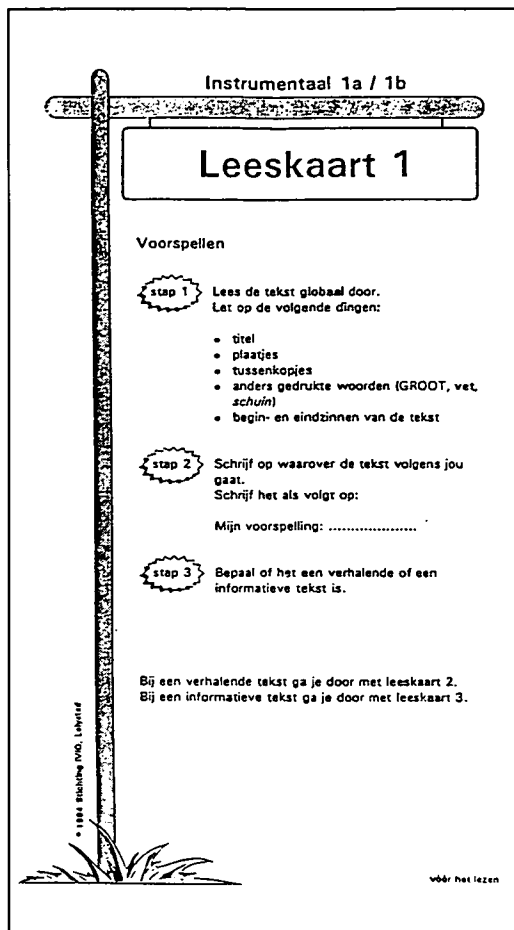 Instrumentaal 1a / 1b
Leeskaart 1
Voorspellen
stap 1
Lees de tekst globaal door.
Let op de volgende dingen:
• titel
• plaatjes
• tussenkopjes
• anders gedrukte woorden (GROOT, vet,
schuin)
• begin- en eindzinnen van de tekst
stap 2
Schrijf op waarover de tekst volgens jou
gaat.
Schrijf het als volgt op:
Mijn voorspelling: ....................
stap 3
Bepaal of het een verhalende of een
informatieve tekst is.
Bij een verhalende tekst ga je door met leeskaart 2.
Bij een informatieve tekst ga je door met leeskaart 3.
© 1994 Stichting IVIO, Lelystad
vóór het lezen